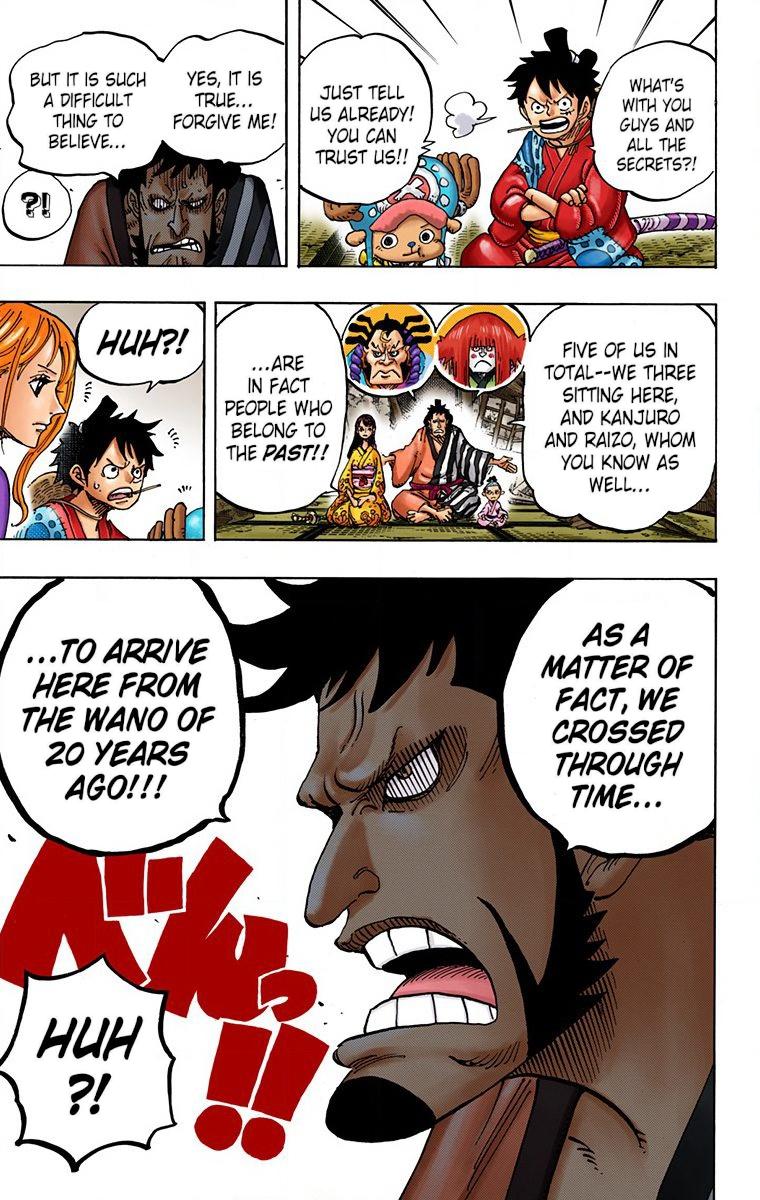 WHAT'S
WITH YOU
GUYS AND
ALL THE
SECRETS?!
JUST TELL
US ALREADY!
YOU CAN
TRUST US!!
YES, IT IS
TRUE...
FORGIVE ME!
BUT IT IS SUCH
A DIFFICULT
THING TO
BELIEVE...
?!
FIVE OF US IN
TOTAL--WE THREE
SITTING HERE,
AND KANJURO
AND RAIZO, WHOM
YOU KNOW AS
WELL...
...ARE
IN FACT
PEOPLE WHO
BELONG TO
THE PAST!!
HUH?!
AS A
MATTER OF
FACT, WE
CROSSED
THROUGH
TIME...
...TO ARRIVE
HERE FROM
THE WANO OF
20 YEARS
AGO!!!
べんっ!!
HUH
?!